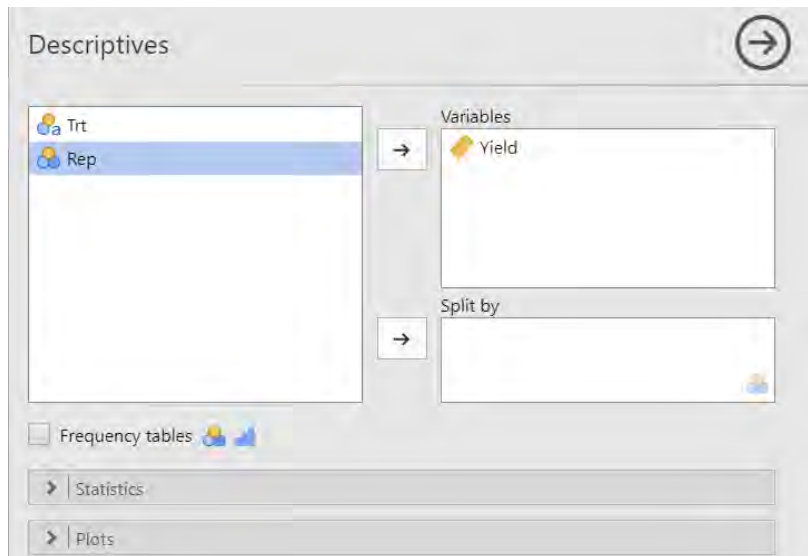 Descriptives
Trt
Rep
Variables
Yield
Split by
Frequency tables
Statistics
Plots